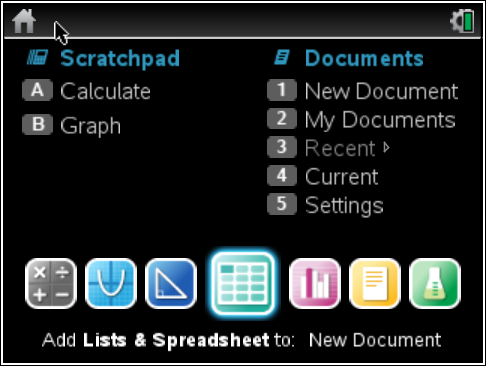 Scratchpad
A Calculate
B Graph
Documents
1 New Document
2 My Documents
3 Recent ▹
4 Current
5 Settings
Add Lists & Spreadsheet to: New Document